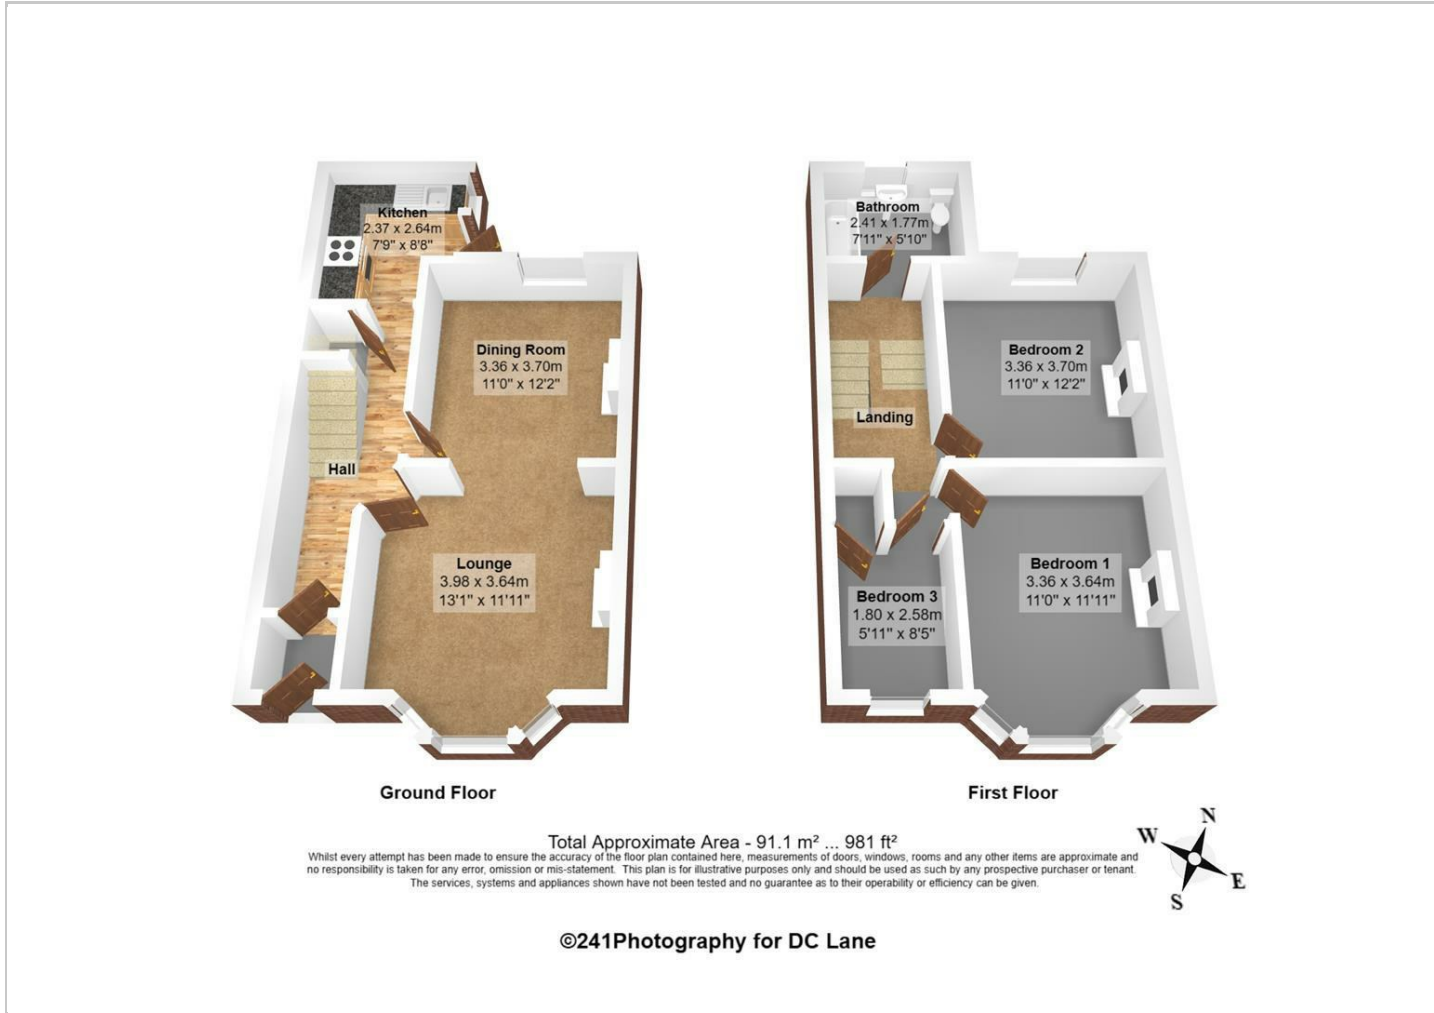 Kitchen
2.37 x 2.64m
7'9" x 8'8"
Dining Room
3.36 x 3.70m
11'0" x 12'2"
Hall
Lounge
3.98 x 3.64m
13'1" x 11'11"
Ground Floor
Bathroom
2.41 x 1.77m
7'11" x 5'10"
Bedroom 2
3.36 x 3.70m
11'0" x 12'2"
Landing
Bedroom 1
3.36 x 3.64m
11'0" x 11'11"
Bedroom 3
1.80 x 2.58m
5'11" x 8'5"
First Floor
Total Approximate Area - 91.1 m² ... 981 ft²
Whilst every attempt has been made to ensure the accuracy of the floor plan contained here, measurements of doors, windows, rooms and any other items are approximate and
no responsibility is taken for any error, omission or mis-statement. This plan is for illustrative purposes only and should be used as such by any prospective purchaser or tenant.
The services, systems and appliances shown have not been tested and no guarantee as to their operability or efficiency can be given.
N
W
E
S
©241Photography for DC Lane